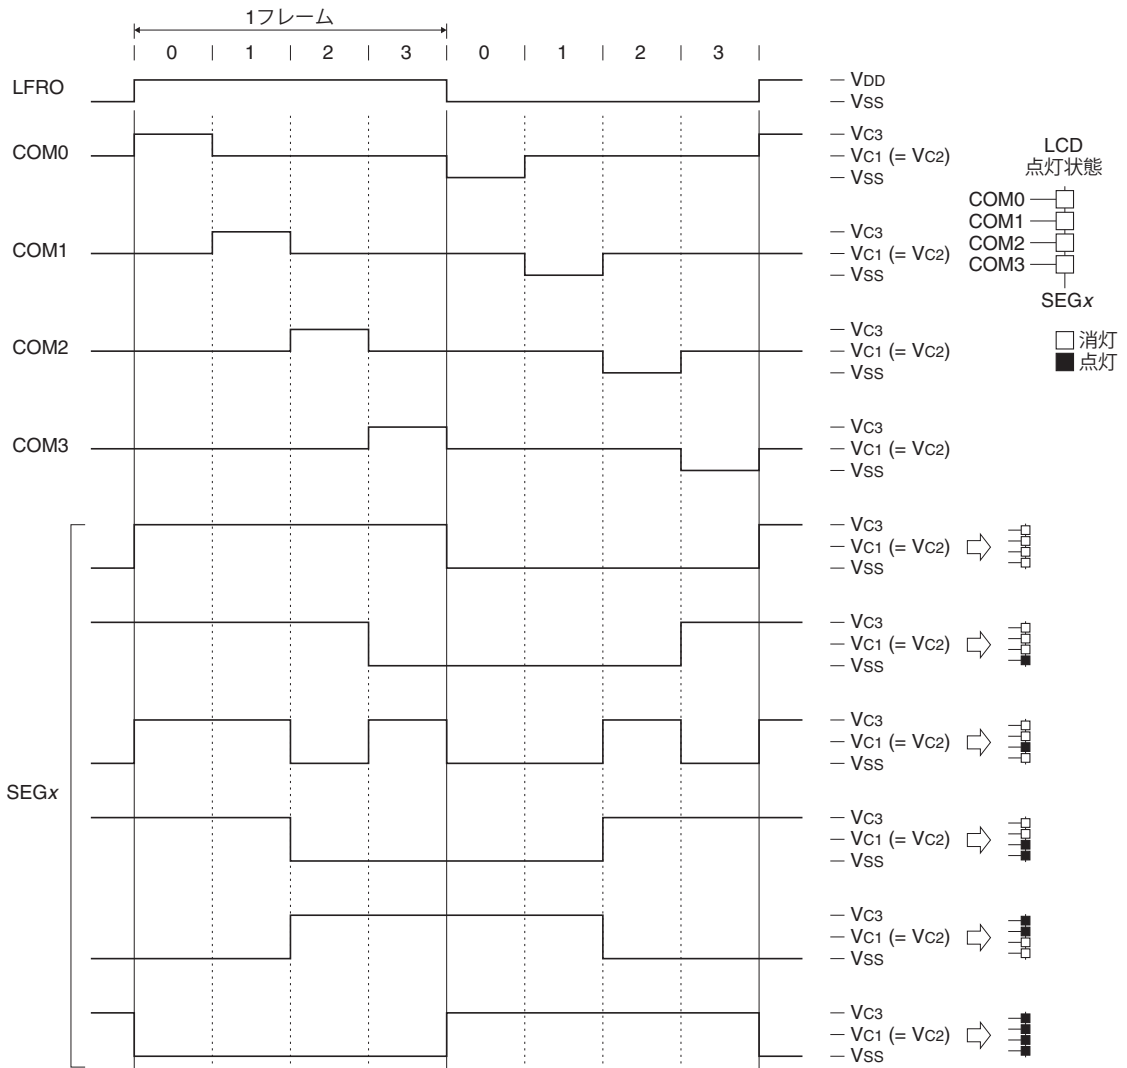 1フレーム
0 1 2 3 0 1 2 3
LFRO
VDD
VSS
COM0
VC3
VC1 (= VC2)
VSS
COM1
VC3
VC1 (= VC2)
VSS
COM2
VC3
VC1 (= VC2)
VSS
COM3
VC3
VC1 (= VC2)
VSS
LCD
点灯状態
COM0
COM1
COM2
COM3
SEGx
消灯
点灯
SEGx
VC3
VC1 (= VC2)
VSS
VC3
VC1 (= VC2)
VSS
VC3
VC1 (= VC2)
VSS
VC3
VC1 (= VC2)
VSS
VC3
VC1 (= VC2)
VSS
VC3
VC1 (= VC2)
VSS